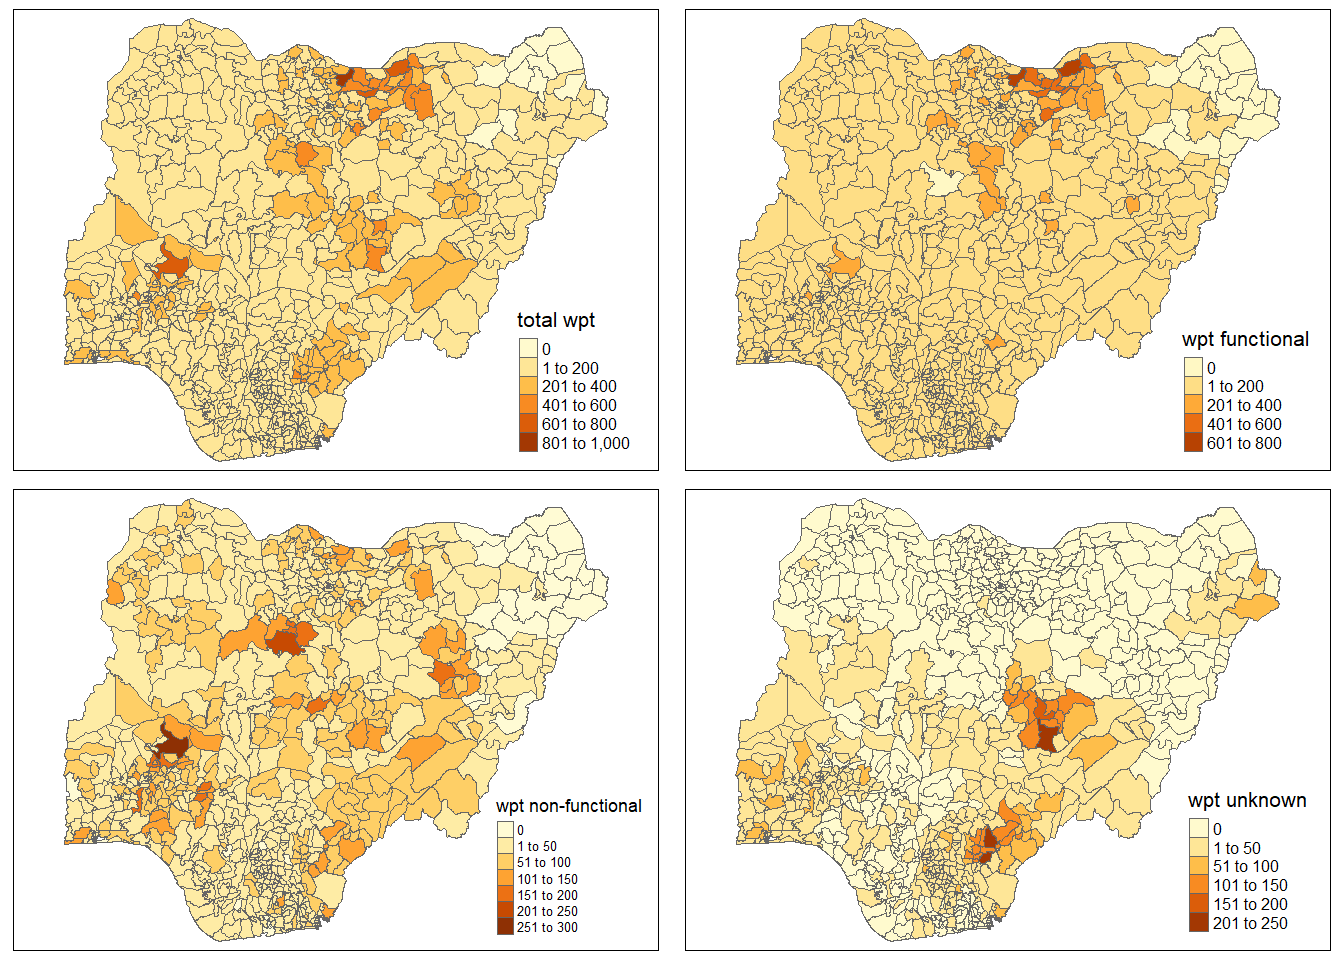 total wpt
0
1 to 200
201 to 400
401 to 600
601 to 800
801 to 1,000
wpt functional
0
1 to 200
201 to 400
401 to 600
601 to 800
wpt non-functional
0
1 to 50
51 to 100
101 to 150
151 to 200
201 to 250
251 to 300
wpt unknown
0
1 to 50
51 to 100
101 to 150
151 to 200
201 to 250